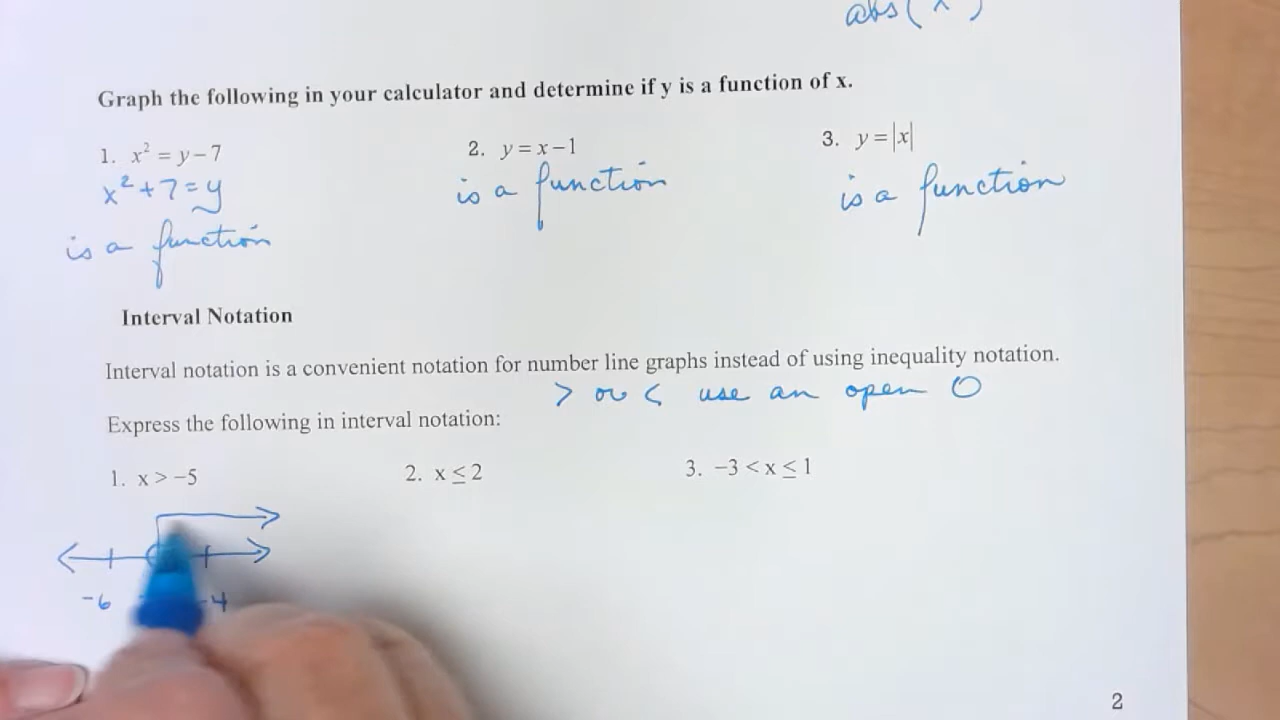 abs( x )
Graph the following in your calculator and determine if y is a function of x.
1. x² = y − 7
x² + 7 = y
is a function
2. y = x − 1
is a function
3. y = |x|
is a function
Interval Notation
Interval notation is a convenient notation for number line graphs instead of using inequality notation.
> or < use an open O
Express the following in interval notation:
1. x > −5
2. x ≤ 2
3. −3 < x ≤ 1
-6 -4
2